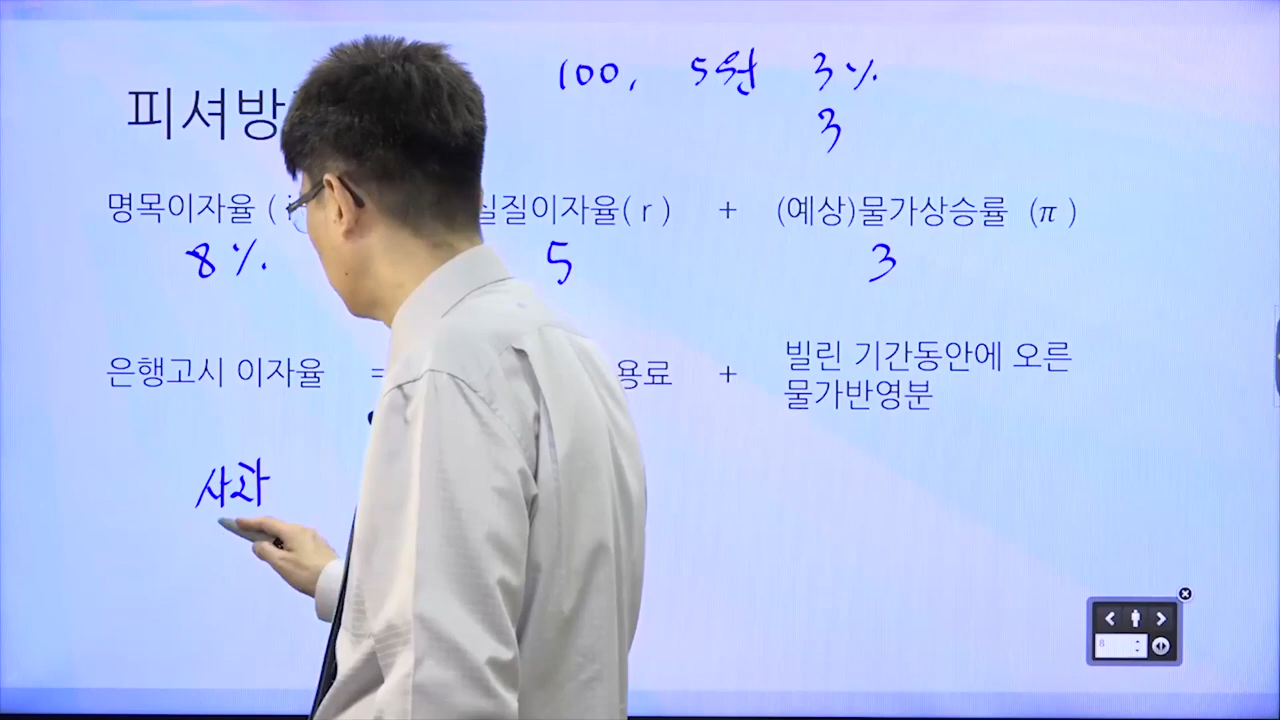 100, 5원 3%
피셔방
3
명목이자율 ( i 실질이자율( r ) + (예상)물가상승률 (π )
8%. 5 3
은행고시 이자율 = 용료 + 빌린 기간동안에 오른
물가반영분
사과
8